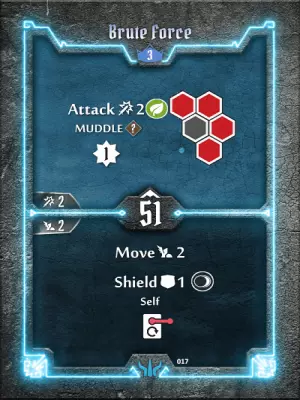 Brute Force
3
Attack 2
MUDDLE ?
1
2
51
2
Move 2
Shield 1
Self
017